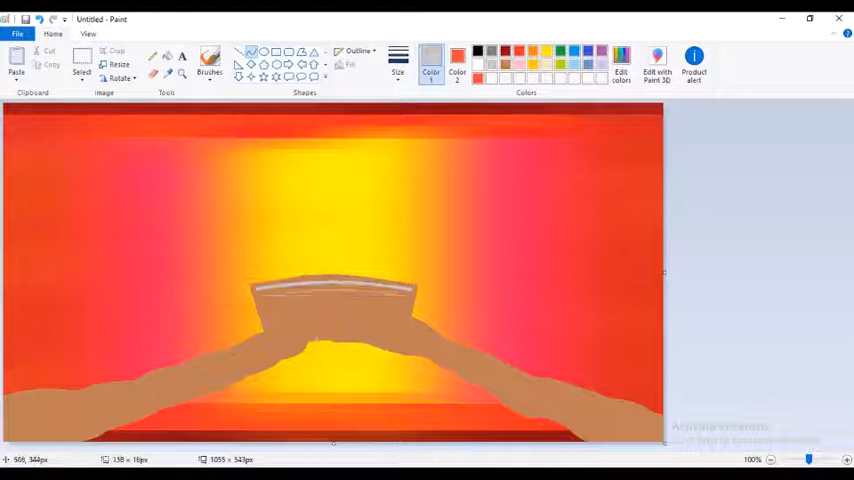 Untitled - Paint
File Home View
Cut
Copy
Paste
Clipboard
Select
Crop
Resize
Rotate
Image
A
Tools
Brushes
Outline
Fill
Shapes
Size
Color 1
Color 2
Edit colors
Colors
Edit with Paint 3D
Product alert
568, 344px
1055 × 543px
100%